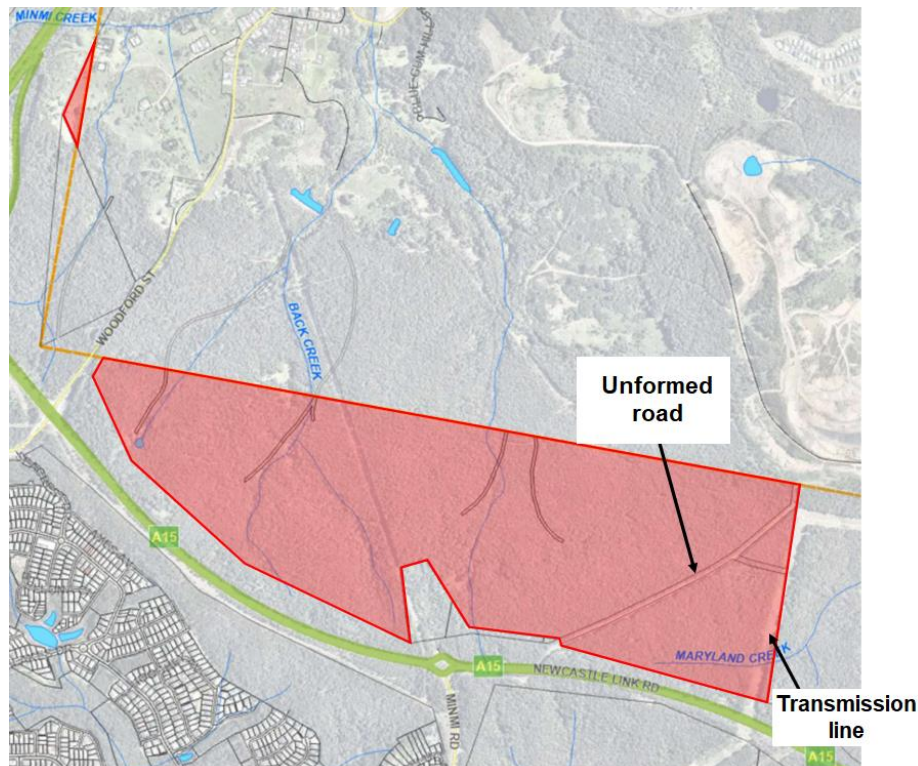 MINMI CREEK
WOODFORD ST
BACK CREEK
Unformed
road
A15
A15
NEWCASTLE LINK RD
MARYLAND CREEK
MINMI RD
Transmission
line
A15